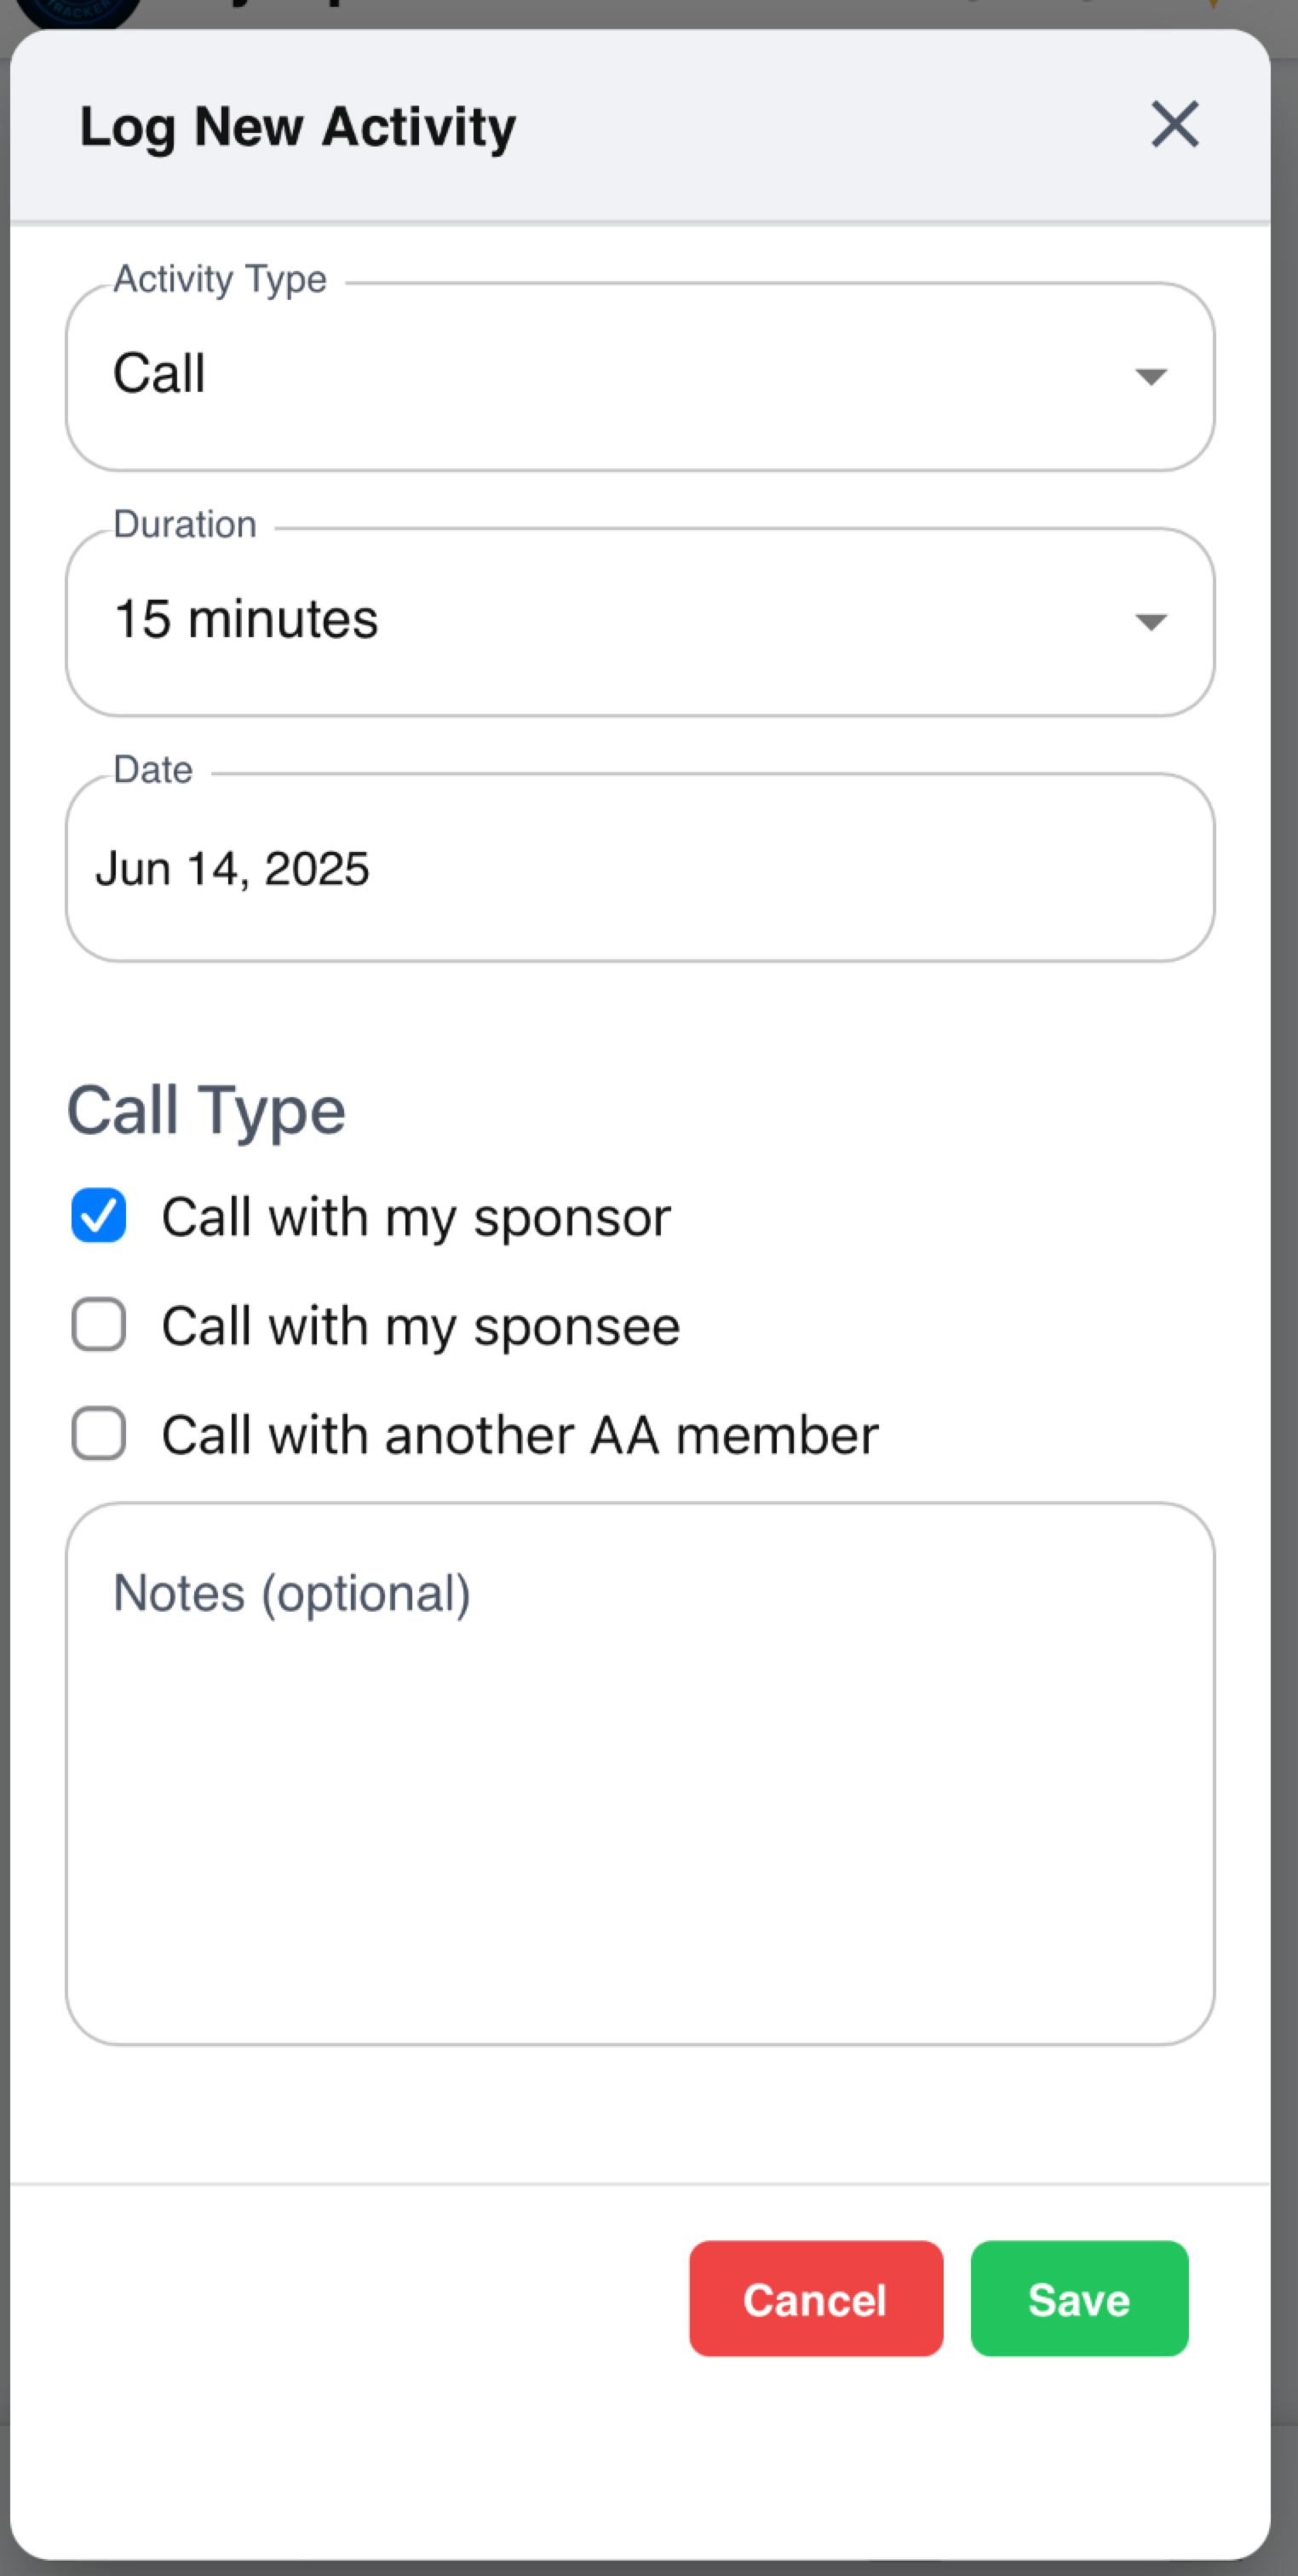 TRACKER
Log New Activity
Activity Type
Call
Duration
15 minutes
Date
Jun 14, 2025
Call Type
Call with my sponsor
Call with my sponsee
Call with another AA member
Notes (optional)
Cancel
Save